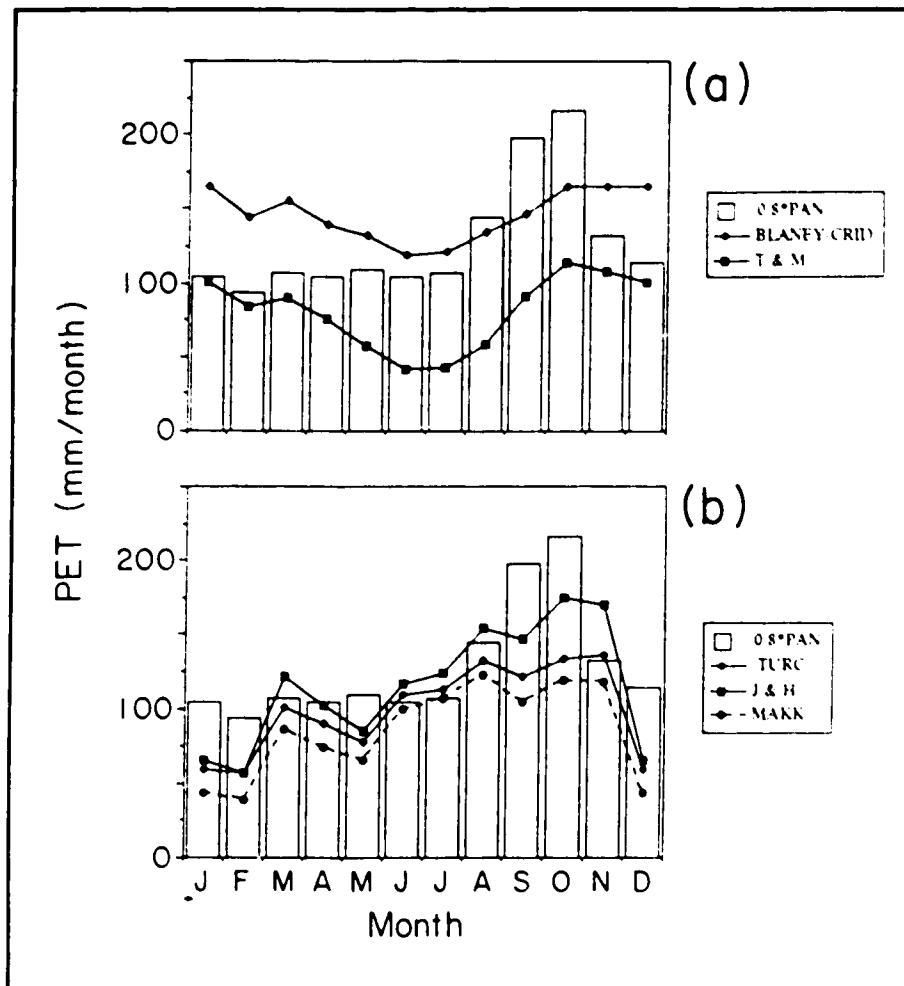 (a)
200
100
0
0.8*PAN
BLANEY-CRID
T & M
PET (mm/month)
(b)
200
100
0
0.8*PAN
TURC
J & H
MAKK
J F M A M J J A S O N D
Month